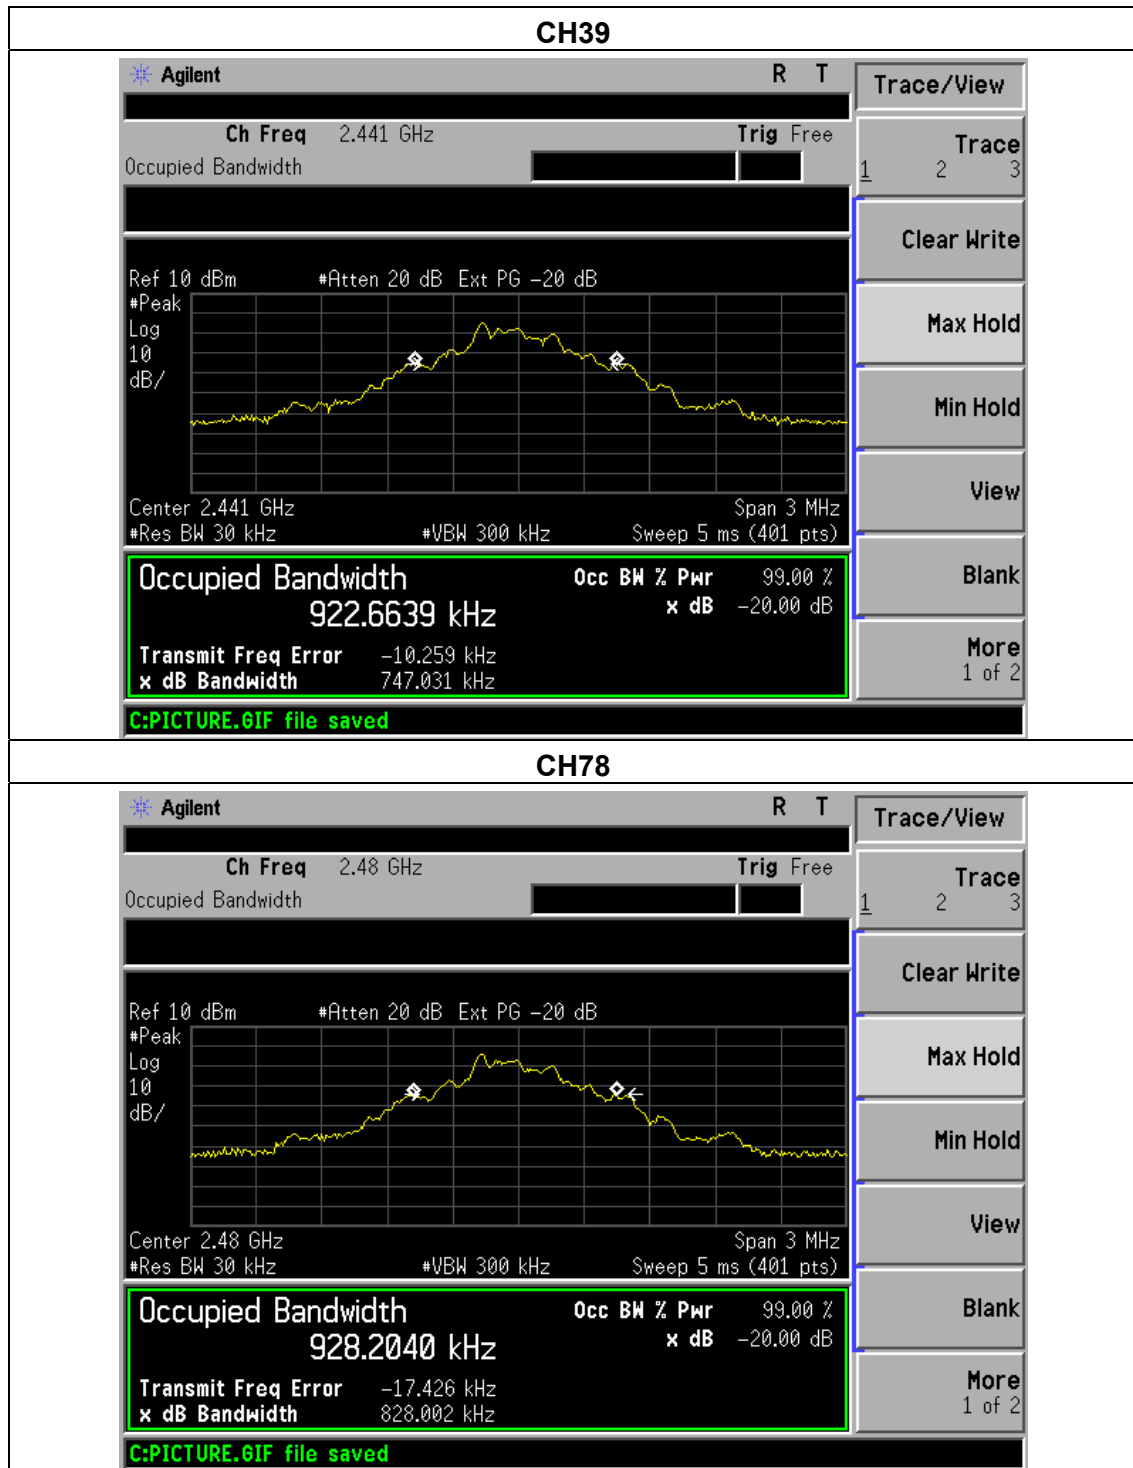 CH39
Agilent R T
Trace/View
Ch Freq 2.441 GHz Trig Free
Occupied Bandwidth
Trace
1 2 3
Clear Write
Ref 10 dBm #Atten 20 dB Ext PG -20 dB
#Peak
Log
10
dB/
Max Hold
Min Hold
View
Center 2.441 GHz Span 3 MHz
#Res BW 30 kHz #VBW 300 kHz Sweep 5 ms (401 pts)
Occupied Bandwidth Occ BW % Pwr 99.00 %
922.6639 kHz x dB -20.00 dB
Blank
Transmit Freq Error -10.259 kHz
x dB Bandwidth 747.031 kHz
More
1 of 2
C:PICTURE.GIF file saved
CH78
Agilent R T
Trace/View
Ch Freq 2.48 GHz Trig Free
Occupied Bandwidth
Trace
1 2 3
Clear Write
Ref 10 dBm #Atten 20 dB Ext PG -20 dB
#Peak
Log
10
dB/
Max Hold
Min Hold
View
Center 2.48 GHz Span 3 MHz
#Res BW 30 kHz #VBW 300 kHz Sweep 5 ms (401 pts)
Occupied Bandwidth Occ BW % Pwr 99.00 %
928.2040 kHz x dB -20.00 dB
Blank
Transmit Freq Error -17.426 kHz
x dB Bandwidth 828.002 kHz
More
1 of 2
C:PICTURE.GIF file saved